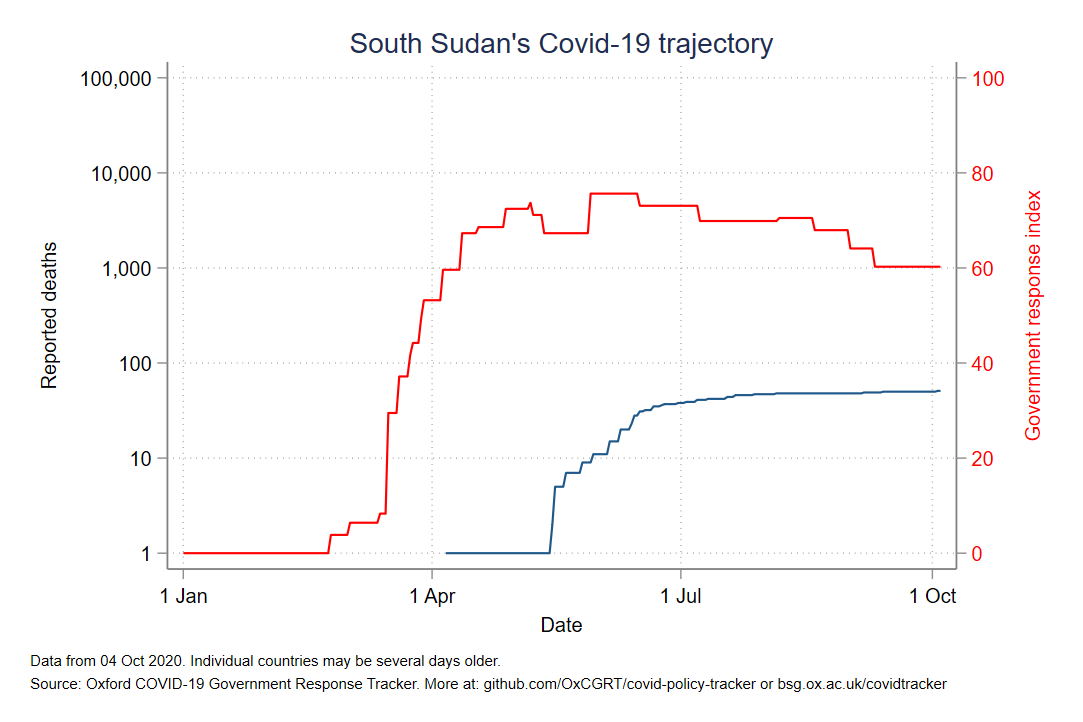 South Sudan's Covid-19 trajectory
100,000
10,000
1,000
100
10
1
Reported deaths
100
80
60
40
20
0
Government response index
1 Jan
1 Apr
1 Jul
1 Oct
Date
Data from 04 Oct 2020. Individual countries may be several days older.
Source: Oxford COVID-19 Government Response Tracker. More at: github.com/OxCGRT/covid-policy-tracker or bsg.ox.ac.uk/covidtracker